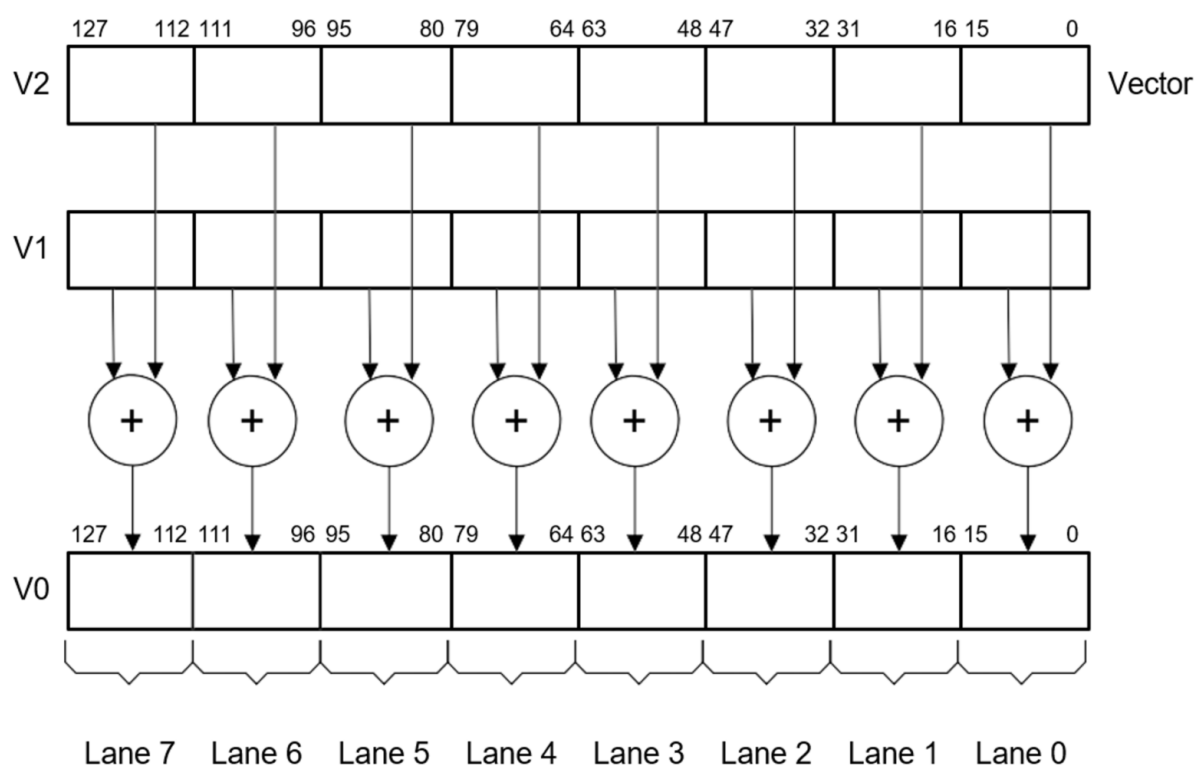 127 112 111 96 95 80 79 64 63 48 47 32 31 16 15 0
V2 Vector
V1
+ + + + + + + +
127 112 111 96 95 80 79 64 63 48 47 32 31 16 15 0
V0
Lane 7 Lane 6 Lane 5 Lane 4 Lane 3 Lane 2 Lane 1 Lane 0